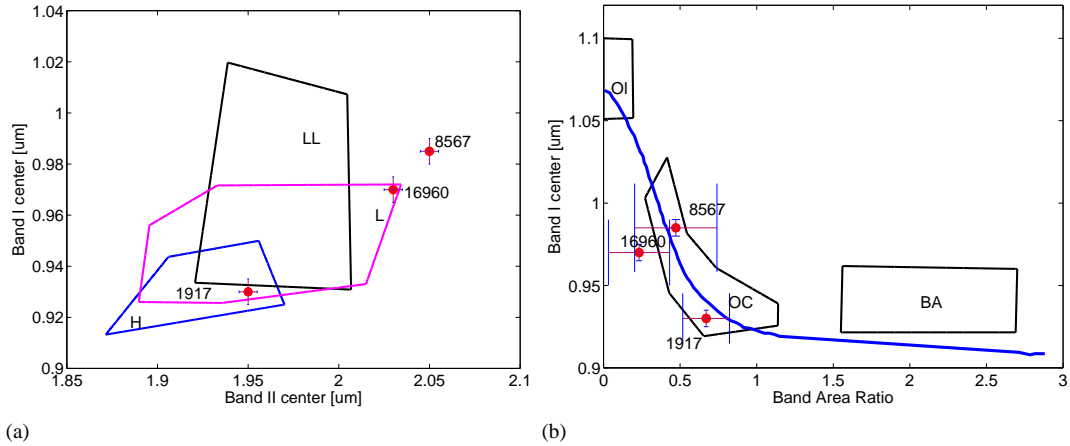 1.04
1.02
1
0.98
0.96
0.94
0.92
0.9
Band I center [um]
LL
8567
16960
L
1917
H
1.85
1.9
1.95
2
2.05
2.1
Band II center [um]
(a)
1.1
1.05
1
0.95
0.9
Band I center [um]
OI
8567
16960
OC
BA
1917
0
0.5
1
1.5
2
2.5
3
Band Area Ratio
(b)